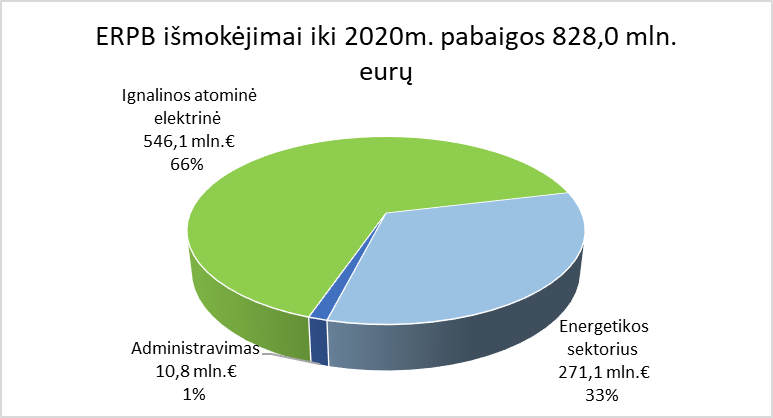 ERPB išmokėjimai iki 2020m. pabaigos 828,0 mln.
eurų
Ignalinos atominė
elektrinė
546,1 mln.€
66%
Energetikos
sektorius
271,1 mln.€
33%
Administravimas
10,8 mln.€
1%